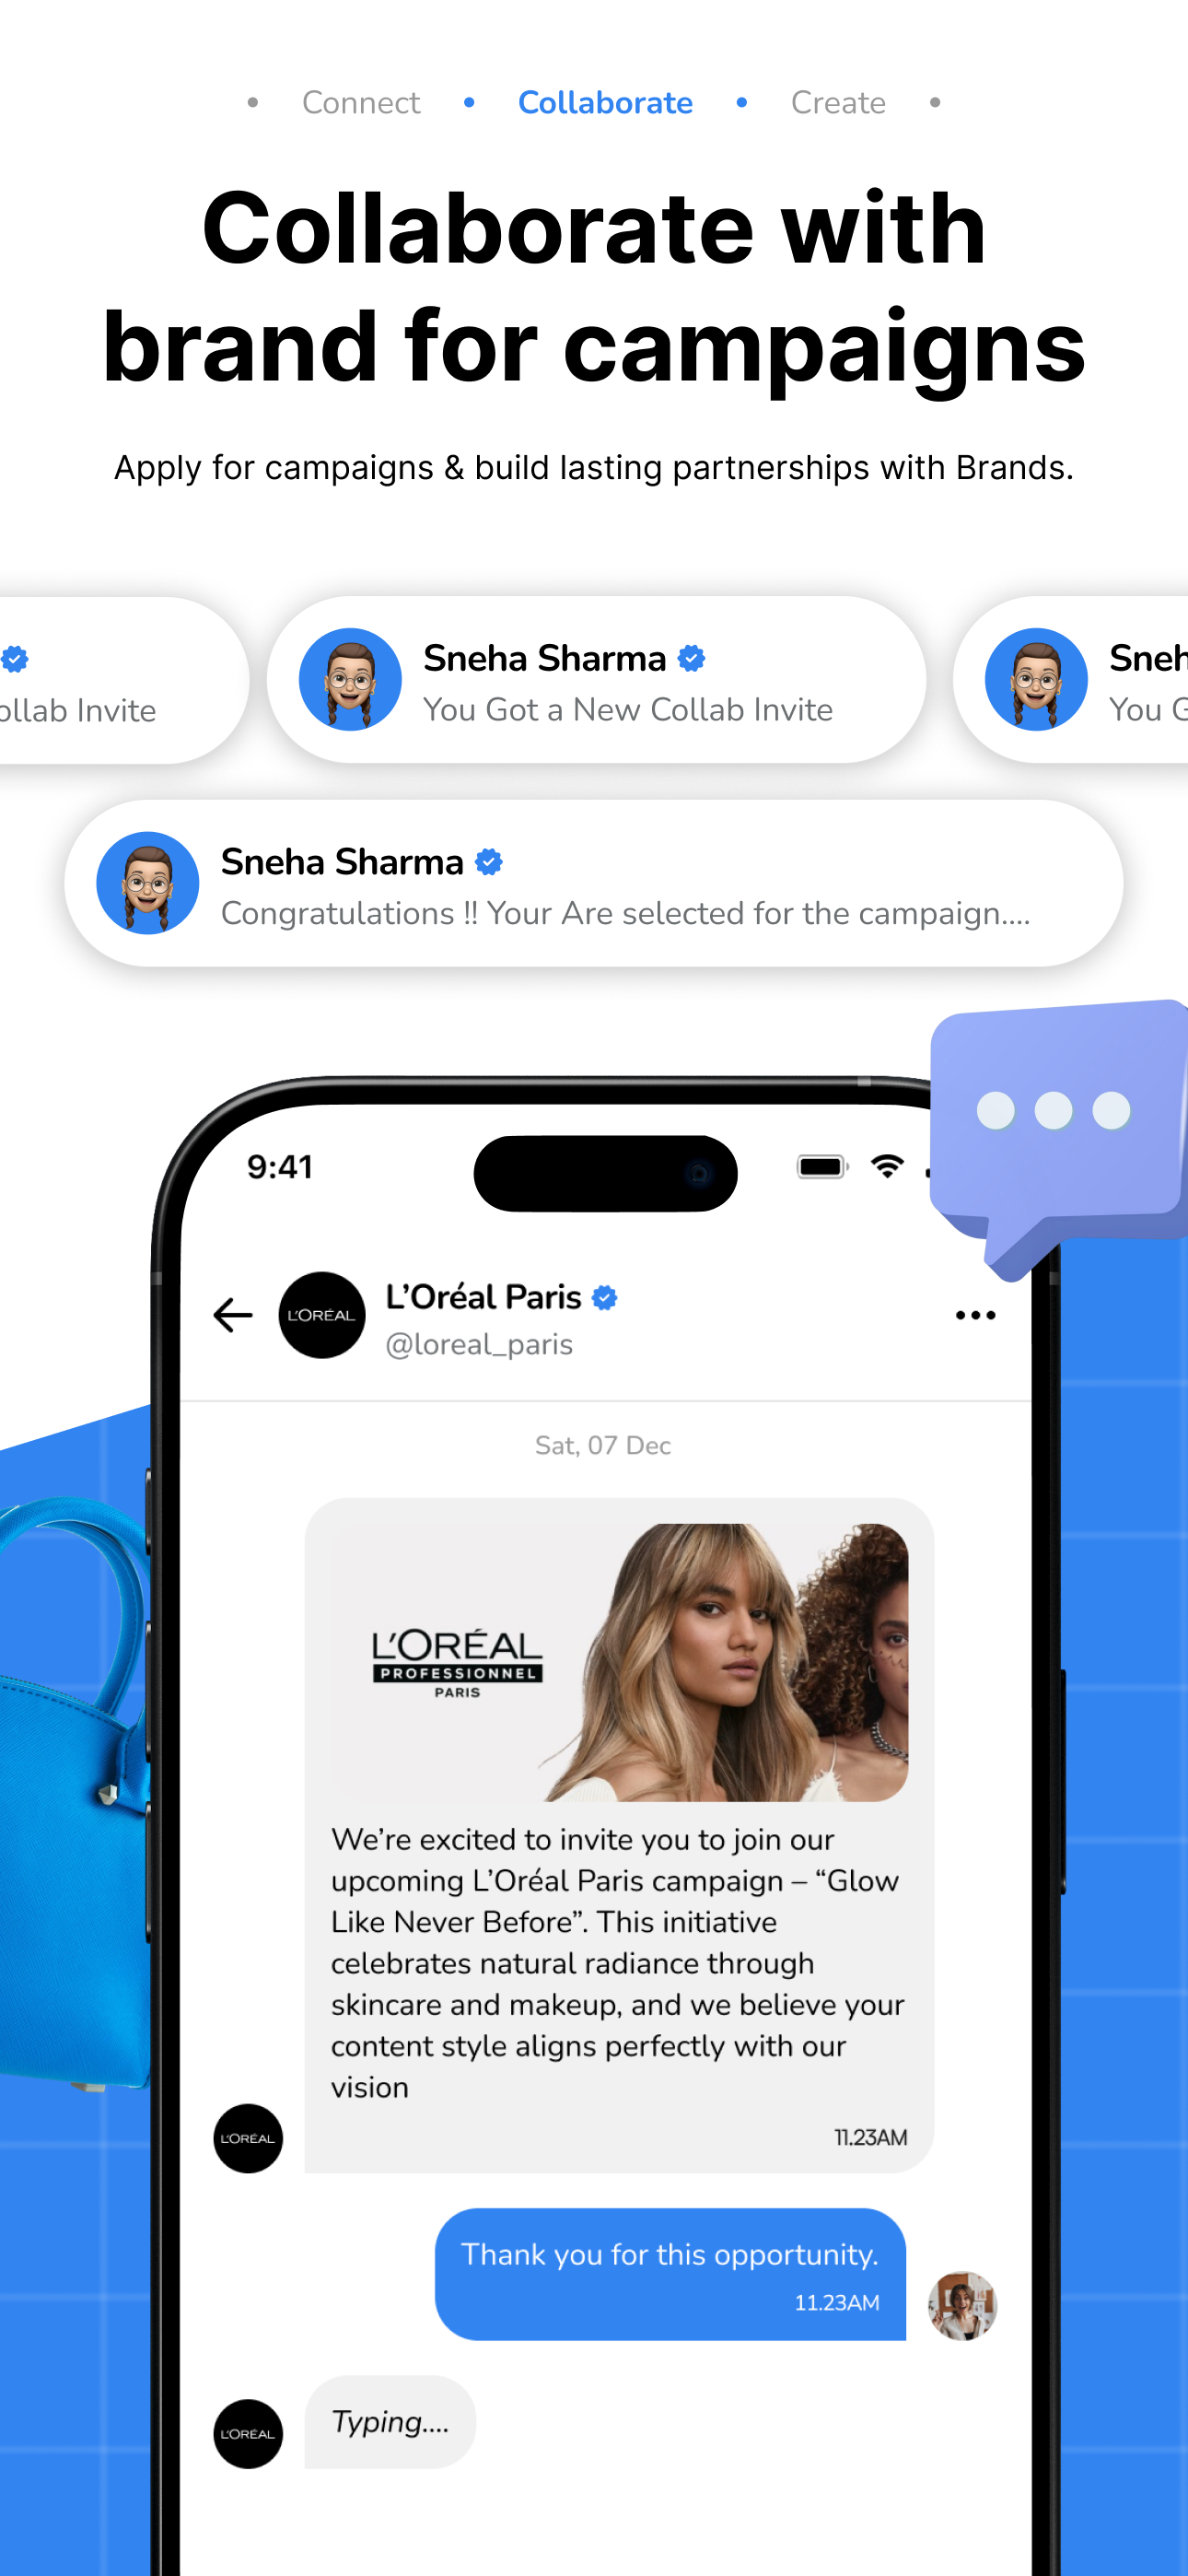 • Connect • Collaborate • Create •
Collaborate with
brand for campaigns
Apply for campaigns & build lasting partnerships with Brands.
ollab Invite
Sneha Sharma
You Got a New Collab Invite
Sneh
You G
Sneha Sharma
Congratulations !! Your Are selected for the campaign....
9:41
L'ORÉAL
L’Oréal Paris
@loreal_paris
Sat, 07 Dec
L'ORÉAL
PROFESSIONNEL
PARIS
We’re excited to invite you to join our
upcoming L’Oréal Paris campaign – “Glow
Like Never Before”. This initiative
celebrates natural radiance through
skincare and makeup, and we believe your
content style aligns perfectly with our
vision
11.23AM
L'ORÉAL
Thank you for this opportunity.
11.23AM
L'ORÉAL
Typing....